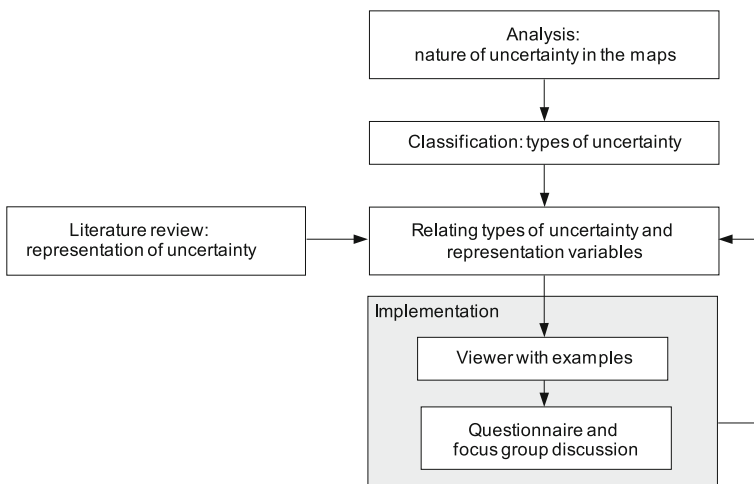 Analysis:
nature of uncertainty in the maps
Classification: types of uncertainty
Literature review:
representation of uncertainty
Relating types of uncertainty and
representation variables
Implementation
Viewer with examples
Questionnaire and
focus group discussion